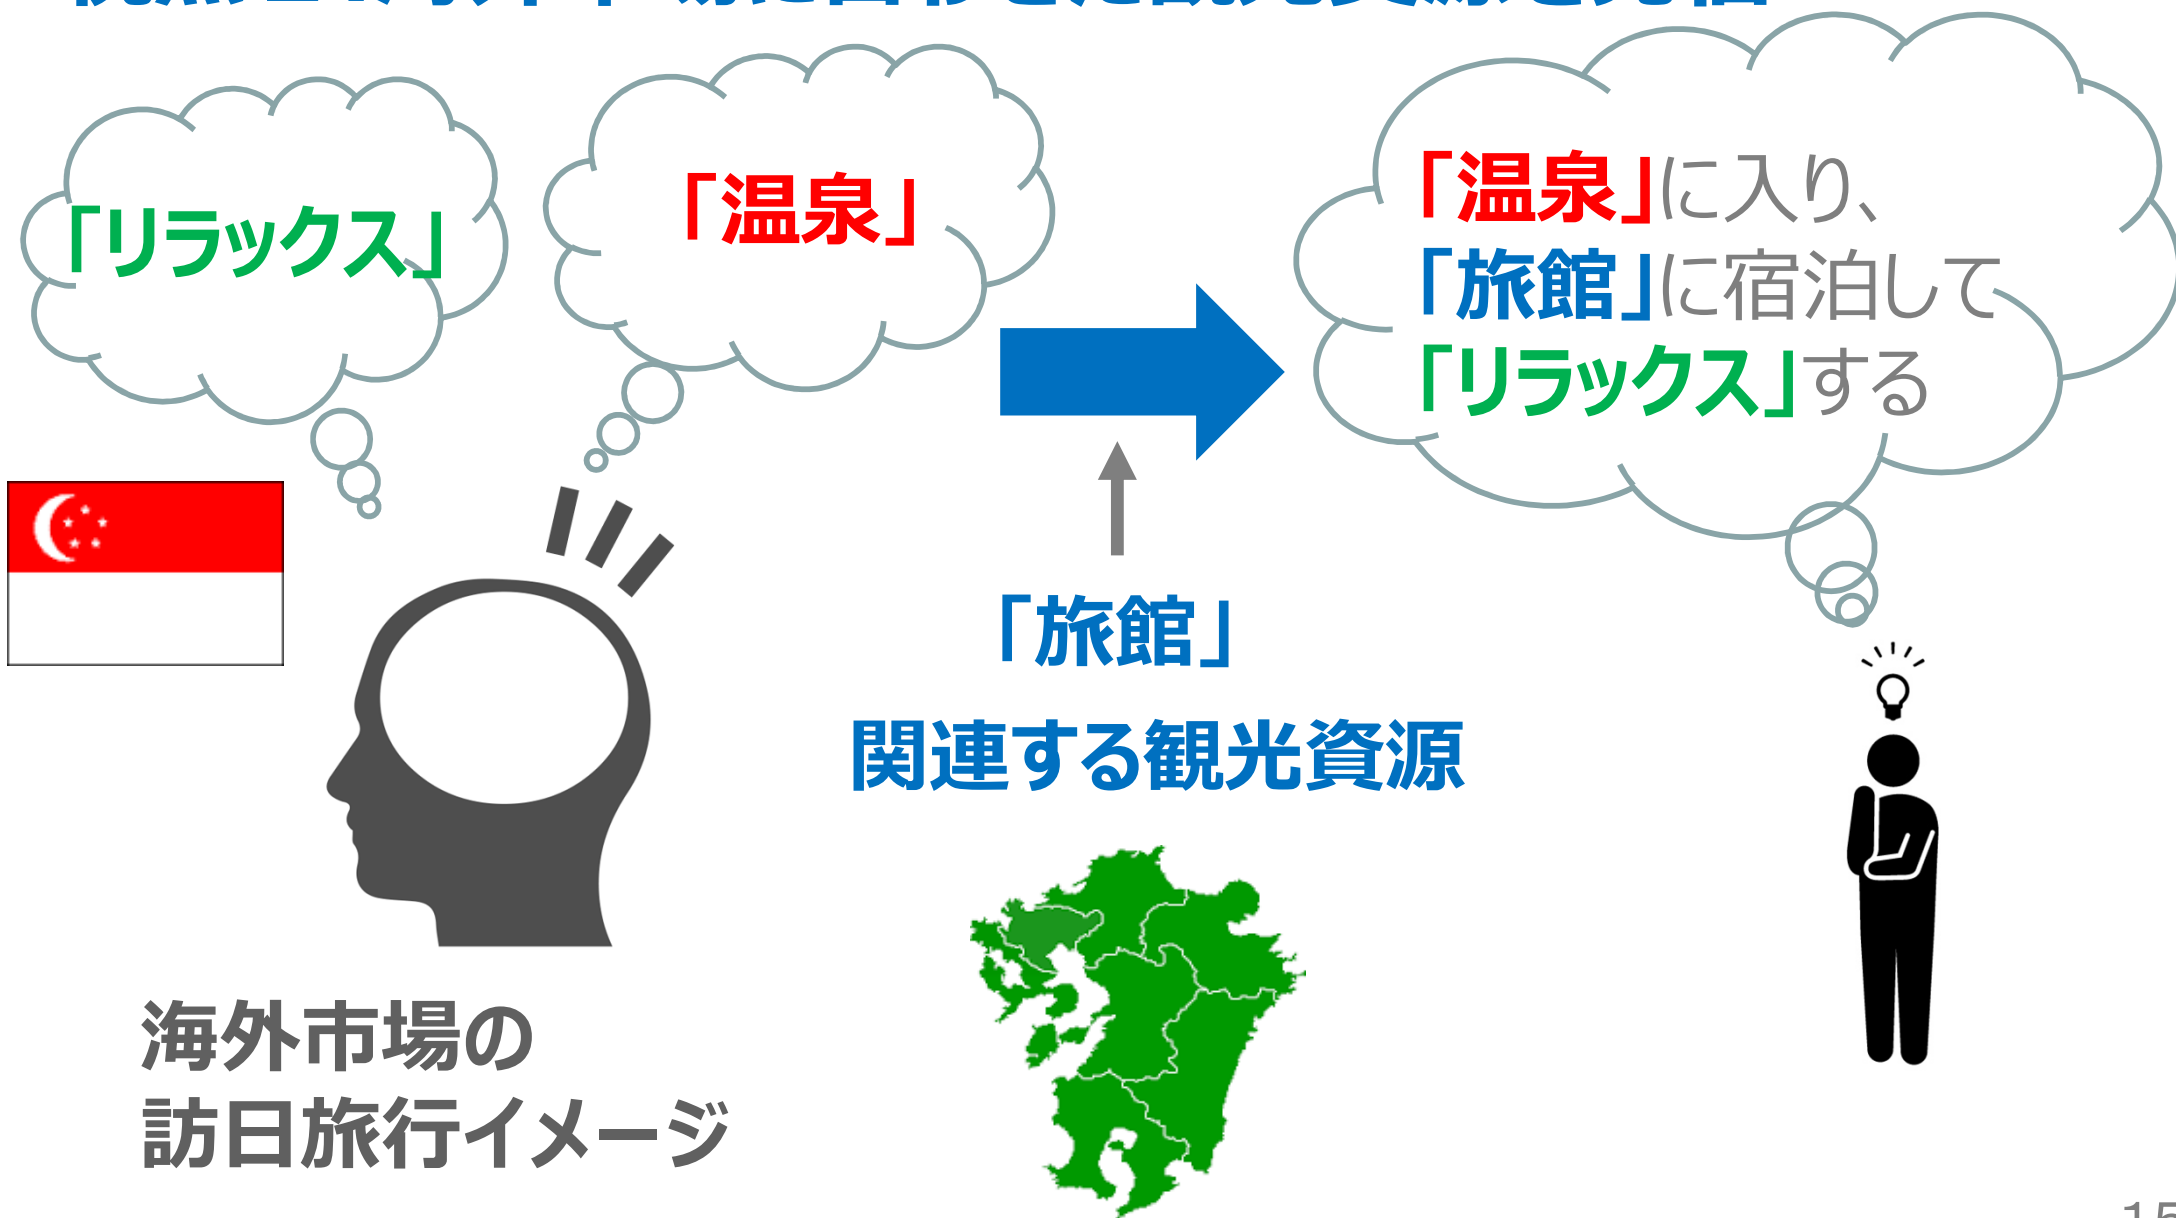 「リラックス」
「温泉」
「温泉」に入り、
「旅館」に宿泊して
「リラックス」する
「旅館」
関連する観光資源
海外市場の
訪日旅行イメージ
15